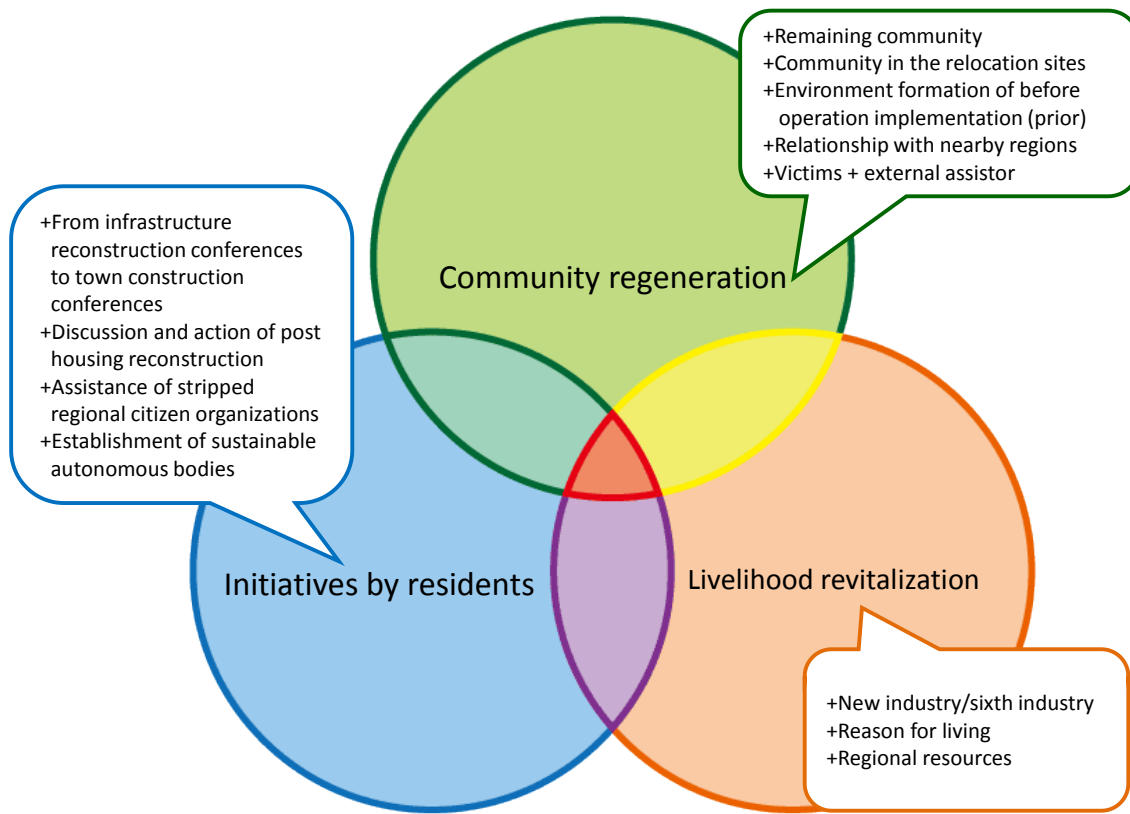 +Remaining community
+Community in the relocation sites
+Environment formation of before
operation implementation (prior)
+Relationship with nearby regions
+Victims + external assistor
+From infrastructure
reconstruction conferences
to town construction
conferences
+Discussion and action of post
housing reconstruction
+Assistance of stripped
regional citizen organizations
+Establishment of sustainable
autonomous bodies
Community regeneration
Initiatives by residents
Livelihood revitalization
+New industry/sixth industry
+Reason for living
+Regional resources